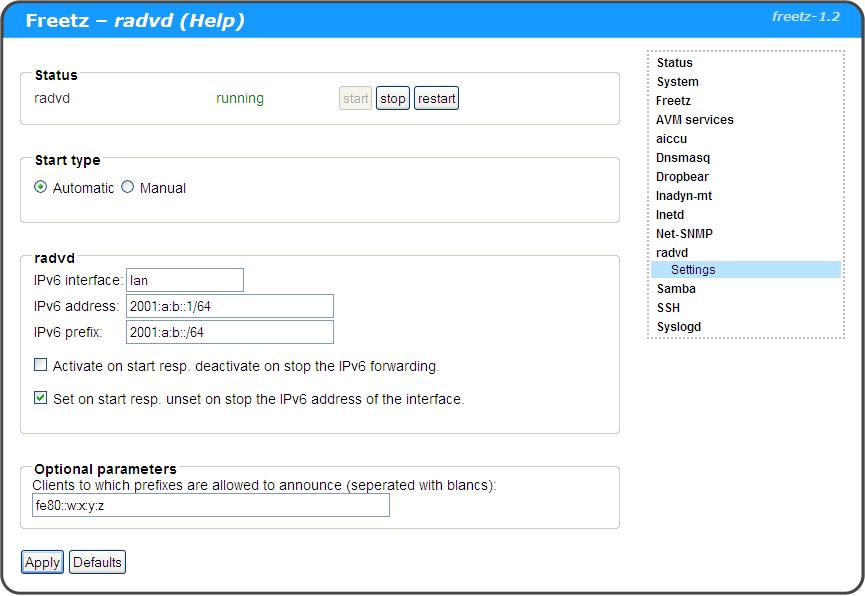 Freetz – radvd (Help)
freetz-1.2
Status
radvd running start stop restart
Start type
Automatic Manual
radvd
IPv6 interface: lan
IPv6 address: 2001:a:b::1/64
IPv6 prefix: 2001:a:b::/64
Activate on start resp. deactivate on stop the IPv6 forwarding.
Set on start resp. unset on stop the IPv6 address of the interface.
Optional parameters
Clients to which prefixes are allowed to announce (seperated with blancs):
fe80::w:x:y:z
Apply Defaults
Status
System
Freetz
AVM services
aiccu
Dnsmasq
Dropbear
Inadyn-mt
Inetd
Net-SNMP
radvd
Settings
Samba
SSH
Syslogd